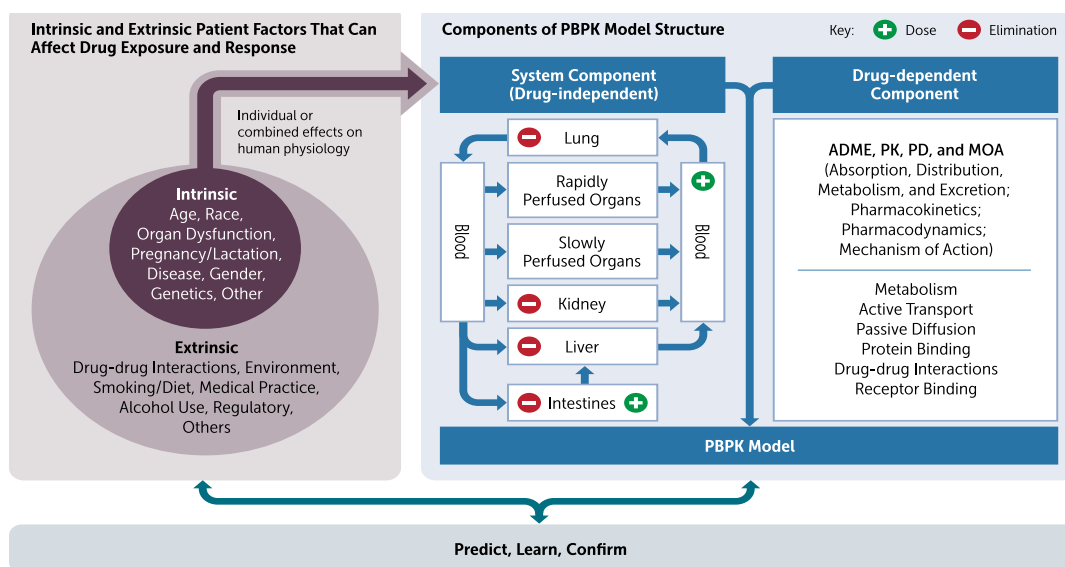 Intrinsic and Extrinsic Patient Factors That Can
Affect Drug Exposure and Response
Individual or
combined effects on
human physiology
Intrinsic
Age, Race,
Organ Dysfunction,
Pregnancy/Lactation,
Disease, Gender,
Genetics, Other
Extrinsic
Drug–drug Interactions, Environment,
Smoking/Diet, Medical Practice,
Alcohol Use, Regulatory,
Others
Components of PBPK Model Structure
Key: Dose Elimination
System Component
(Drug-independent)
Blood
Lung
Rapidly
Perfused Organs
Slowly
Perfused Organs
Kidney
Liver
Intestines
Blood
Drug-dependent
Component
ADME, PK, PD, and MOA
(Absorption, Distribution,
Metabolism, and Excretion;
Pharmacokinetics;
Pharmacodynamics;
Mechanism of Action)
Metabolism
Active Transport
Passive Diffusion
Protein Binding
Drug–drug Interactions
Receptor Binding
PBPK Model
Predict, Learn, Confirm